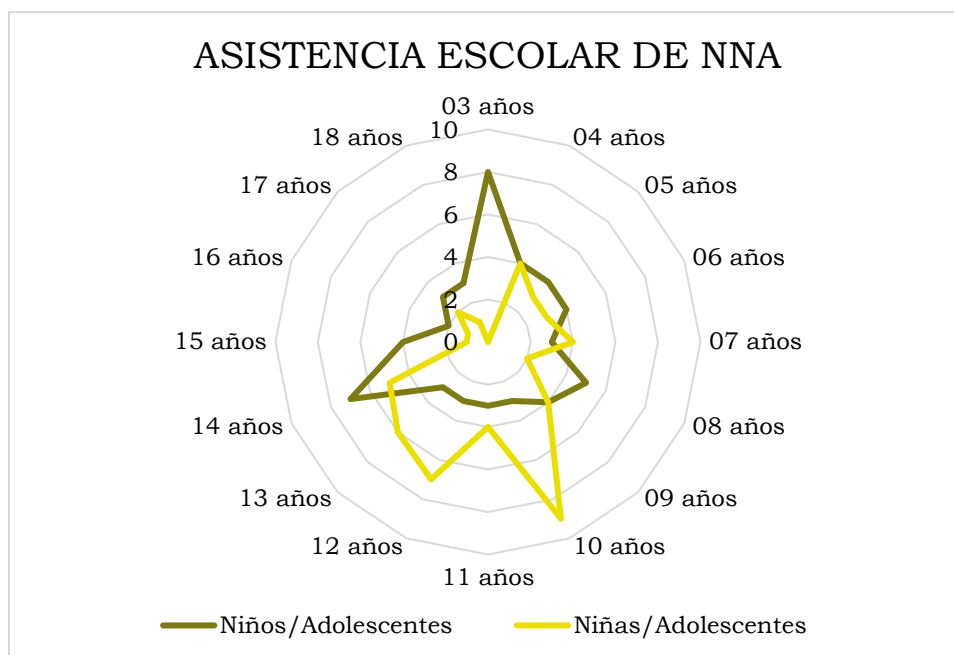 ASISTENCIA ESCOLAR DE NNA
03 años
04 años
05 años
06 años
07 años
08 años
09 años
10 años
11 años
12 años
13 años
14 años
15 años
16 años
17 años
18 años
10
8
6
4
2
0
Niños/Adolescentes
Niñas/Adolescentes